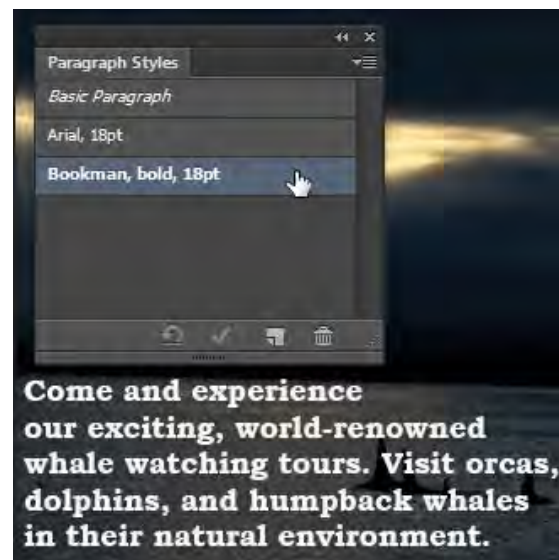 Paragraph Styles
Basic Paragraph
Arial, 18pt
Bookman, bold, 18pt
Come and experience
our exciting, world-renowned
whale watching tours. Visit orcas,
dolphins, and humpback whales
in their natural environment.